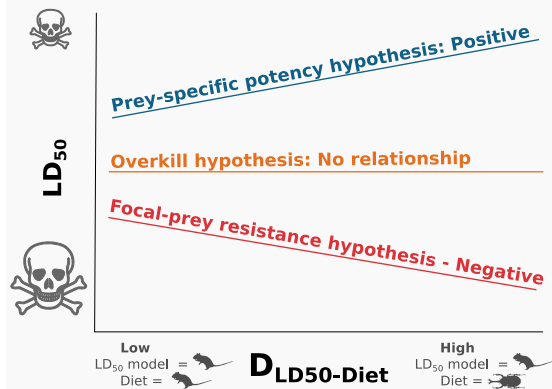 Prey-specific potency hypothesis: Positive
LD50
Overkill hypothesis: No relationship
Focal-prey resistance hypothesis - Negative
Low
LD50 model =
Diet =
DLD50-Diet
High
LD50 model =
Diet =